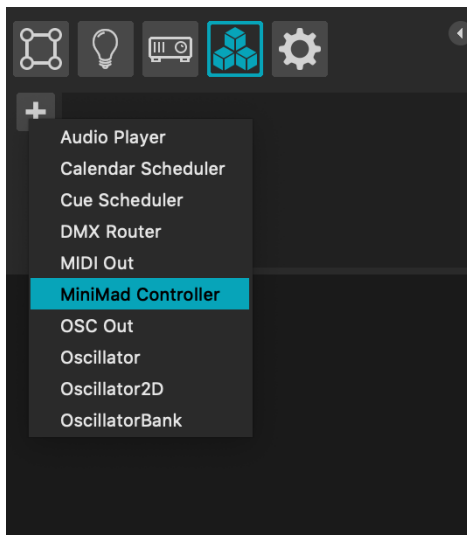 Audio Player
Calendar Scheduler
Cue Scheduler
DMX Router
MIDI Out
MiniMad Controller
OSC Out
Oscillator
Oscillator2D
OscillatorBank